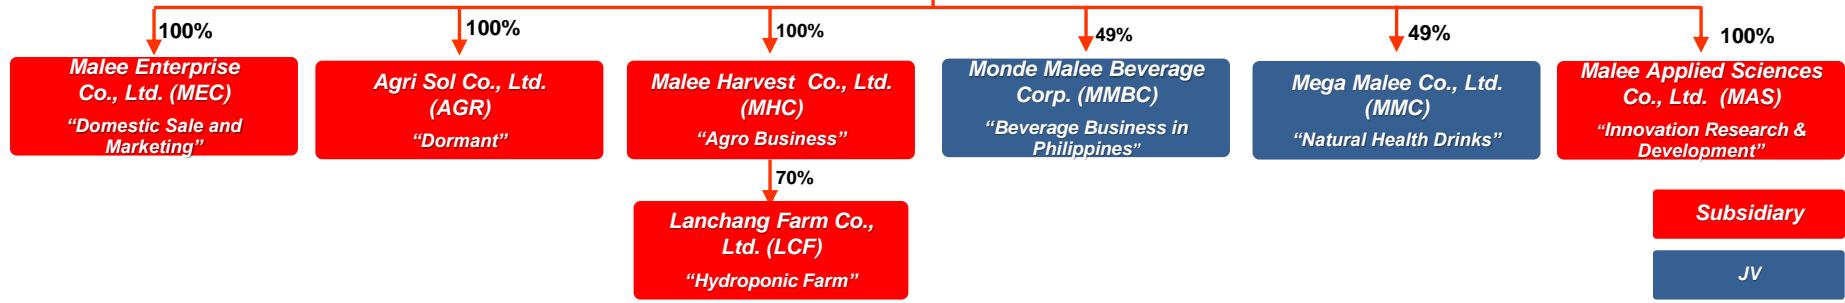 100%
Malee Enterprise
Co., Ltd. (MEC)
“Domestic Sale and
Marketing”
100%
Agri Sol Co., Ltd.
(AGR)
“Dormant”
100%
Malee Harvest Co., Ltd.
(MHC)
“Agro Business”
49%
Monde Malee Beverage
Corp. (MMBC)
“Beverage Business in
Philippines”
49%
Mega Malee Co., Ltd.
(MMC)
“Natural Health Drinks”
100%
Malee Applied Sciences
Co., Ltd. (MAS)
“Innovation Research &
Development”
70%
Lanchang Farm Co.,
Ltd. (LCF)
“Hydroponic Farm”
Subsidiary
JV